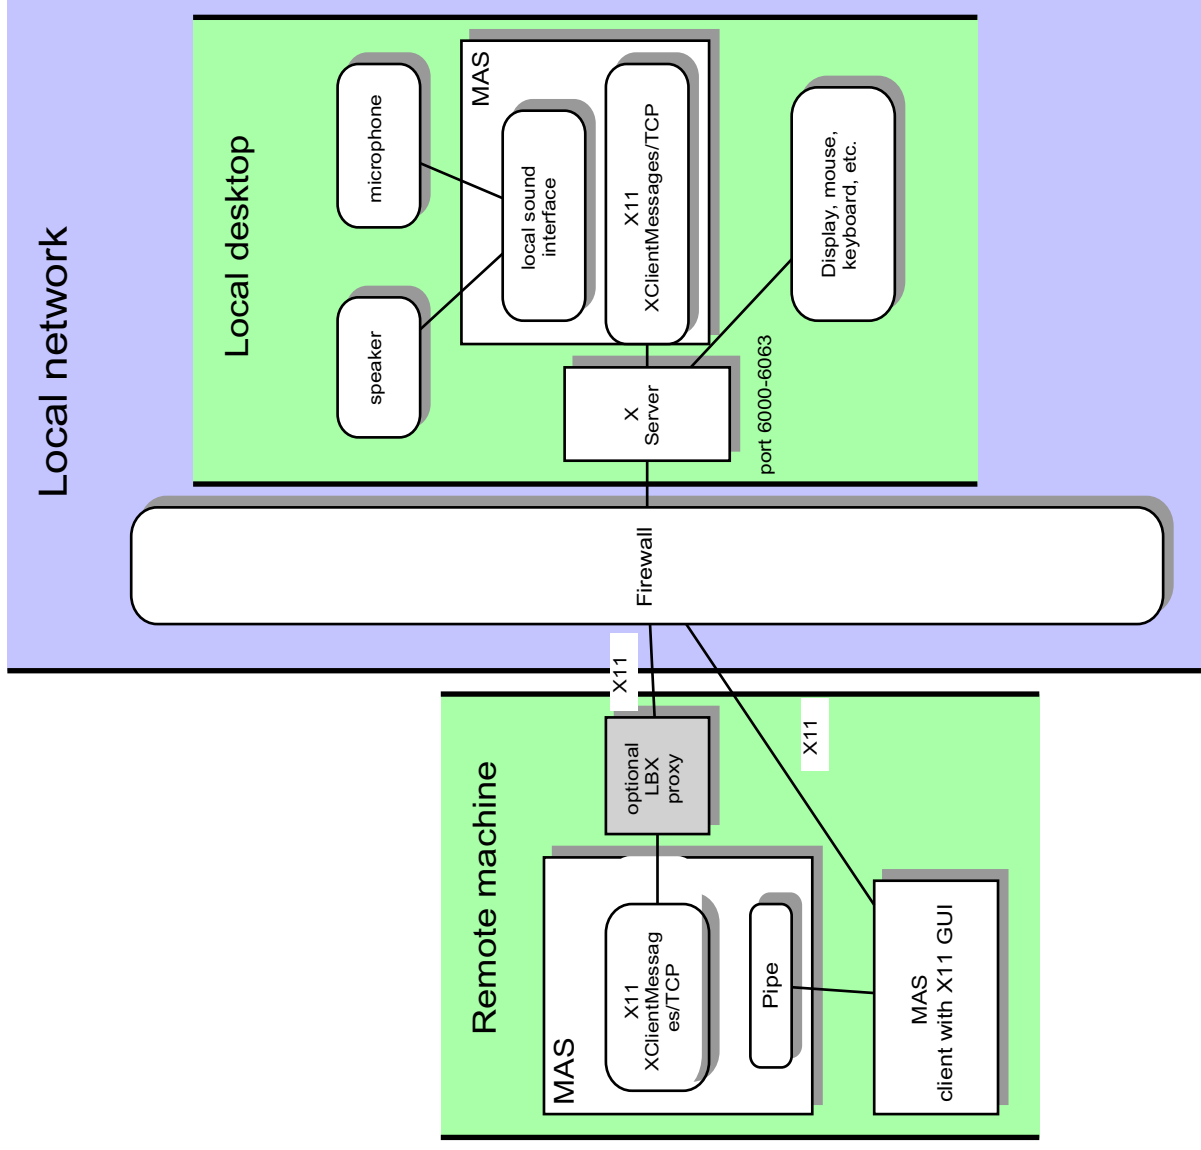 Local network
Local desktop
microphone
speaker
MAS
local sound
interface
X11
XClientMessages/TCP
Display, mouse,
keyboard, etc.
X
Server
port 6000-6063
Firewall
X11
X11
Remote machine
optional
LBX
proxy
MAS
X11
XClientMessag
es/TCP
Pipe
MAS
client with X11 GUI